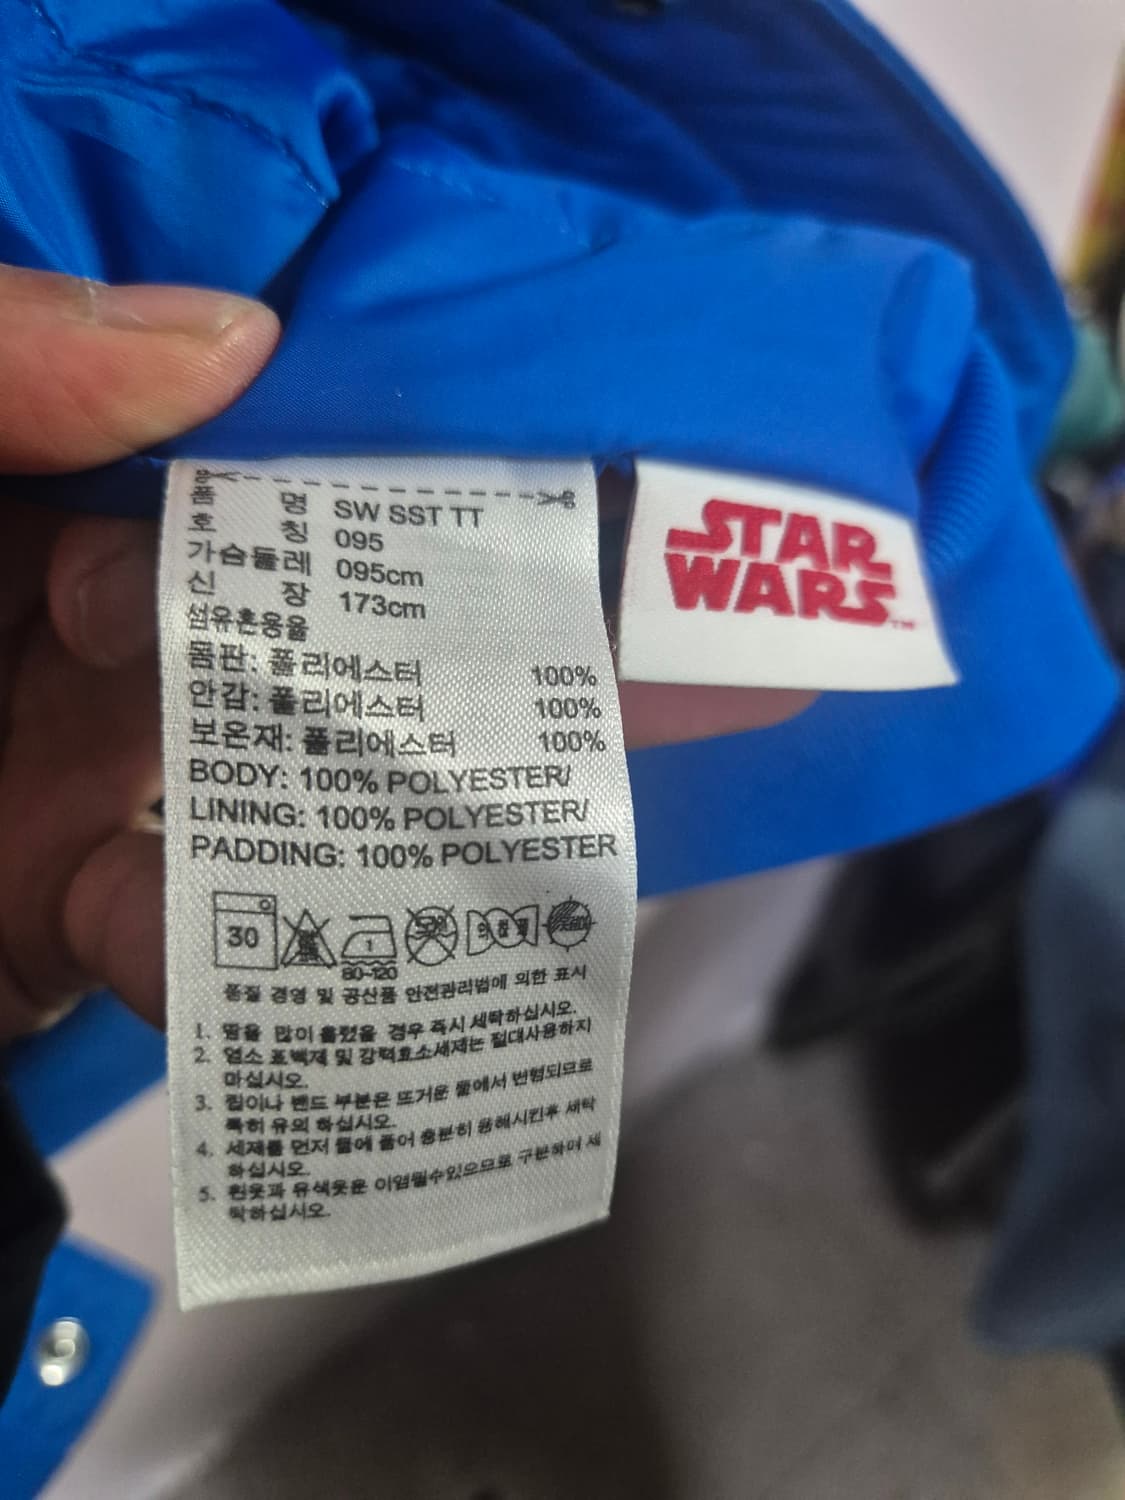 품 명 SW SST TT
호 칭 095
가슴둘레 095cm
신 장 173cm
섬유혼용율
몸판: 폴리에스터 100%
안감: 폴리에스터 100%
보온재: 폴리에스터 100%
BODY: 100% POLYESTER/
LINING: 100% POLYESTER/
PADDING: 100% POLYESTER
30
1
80~120
약하게
품질 경영 및 공산품 안전관리법에 의한 표시
1. 땀을 많이 흘렸을 경우 즉시 세탁하십시오.
2. 염소 표백제 및 강력효소세제는 절대사용하지
마십시오.
3. 립이나 밴드 부분은 뜨거운 물에서 변형되므로
특히 유의 하십시오.
4. 세제를 먼저 물에 풀어 충분히 용해시킨후 세탁
하십시오.
5. 흰옷과 유색옷은 이염될수있으므로 구분하여 세
탁하십시오.
STAR
WARS™